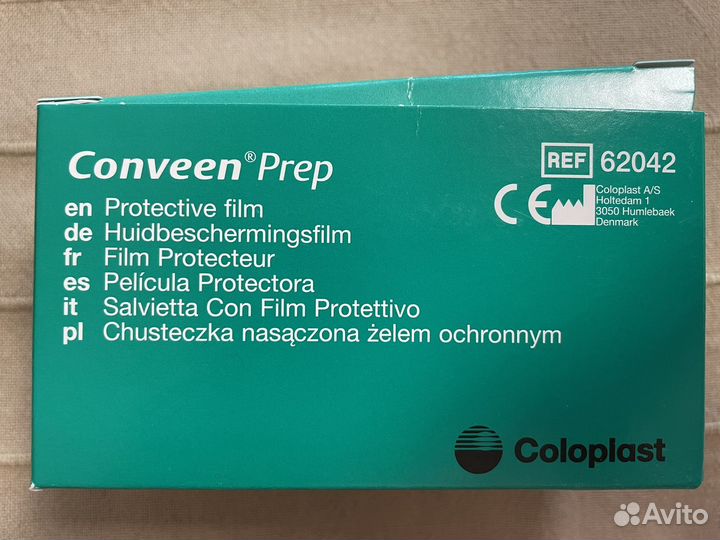 Conveen® Prep
REF 62042
CE
Coloplast A/S
Holtedam 1
3050 Humlebaek
Denmark
en Protective film
de Huidbeschermingsfilm
fr Film Protecteur
es Película Protectora
it Salvietta Con Film Protettivo
pl Chusteczka nasączona żelem ochronnym
Coloplast
Avito